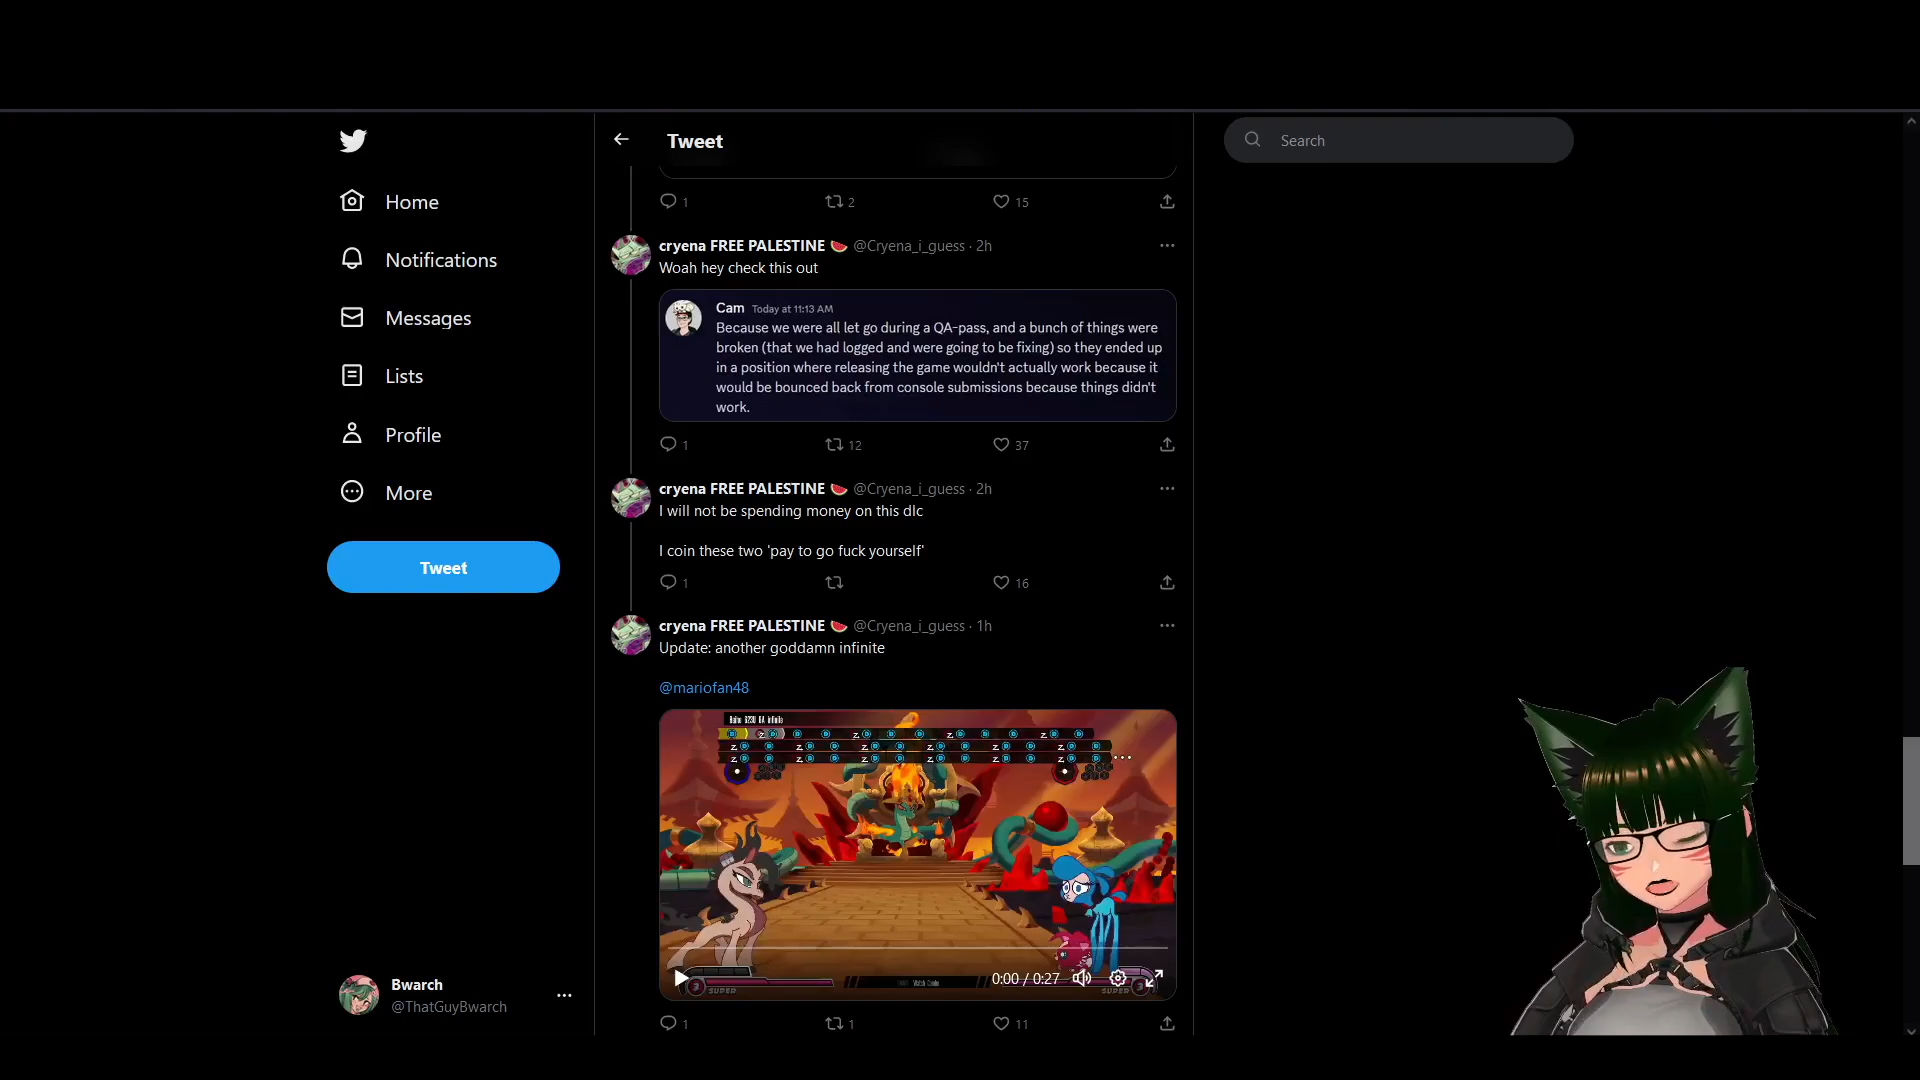 Tweet
Search
1
2
15
Home
Notifications
Messages
Lists
Profile
More
Tweet
cryena FREE PALESTINE 🍉 @Cryena_i_guess · 2h
Woah hey check this out
Cam Today at 11:13 AM
Because we were all let go during a QA-pass, and a bunch of things were
broken (that we had logged and were going to be fixing) so they ended up
in a position where releasing the game wouldn't actually work because it
would be bounced back from console submissions because things didn't
work.
1
12
37
cryena FREE PALESTINE 🍉 @Cryena_i_guess · 2h
I will not be spending money on this dlc
I coin these two 'pay to go fuck yourself'
1
16
cryena FREE PALESTINE 🍉 @Cryena_i_guess · 1h
Update: another goddamn infinite
@mariofan48
0:00 / 0:27
3 SUPER
SUPER 3
1
1
11
Bwarch
@ThatGuyBwarch